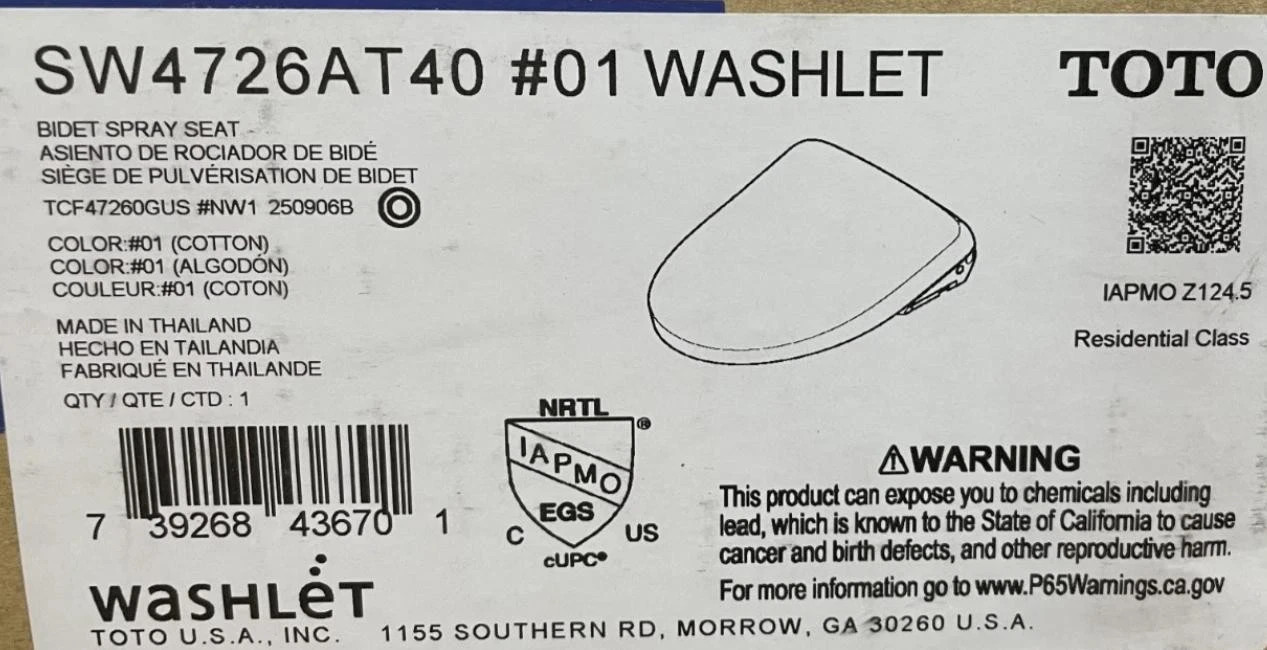 SW4726AT40 #01 WASHLET
TOTO
BIDET SPRAY SEAT
ASIENTO DE ROCIADOR DE BIDÉ
SIÈGE DE PULVÉRISATION DE BIDET
TCF47260GUS #NW1 250906B
COLOR:#01 (COTTON)
COLOR:#01 (ALGODÓN)
COULEUR:#01 (COTON)
MADE IN THAILAND
HECHO EN TAILANDIA
FABRIQUÉ EN THAILANDE
QTY / QTE / CTD : 1
7 39268 43670 1
WaSHLeT
TOTO U.S.A., INC. 1155 SOUTHERN RD, MORROW, GA 30260 U.S.A.
NRTL
®
IAPMO
EGS
C US
cUPC®
IAPMO Z124.5
Residential Class
⚠WARNING
This product can expose you to chemicals including
lead, which is known to the State of California to cause
cancer and birth defects, and other reproductive harm.
For more information go to www.P65Warnings.ca.gov